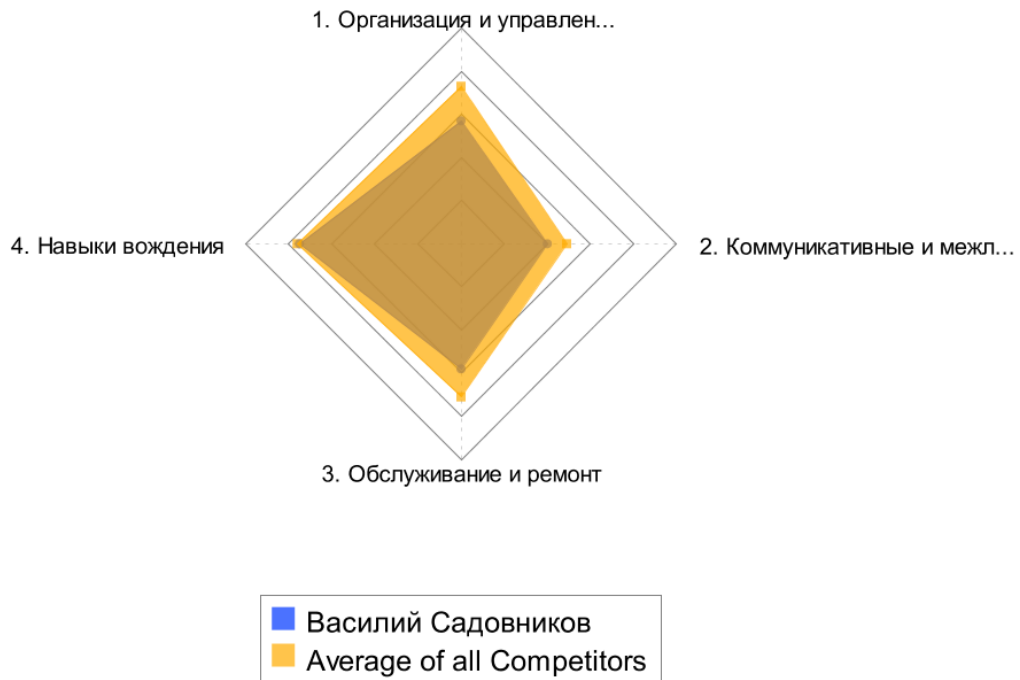 1. Организация и управлен...
4. Навыки вождения
2. Коммуникативные и межл...
3. Обслуживание и ремонт
Василий Садовников
Average of all Competitors